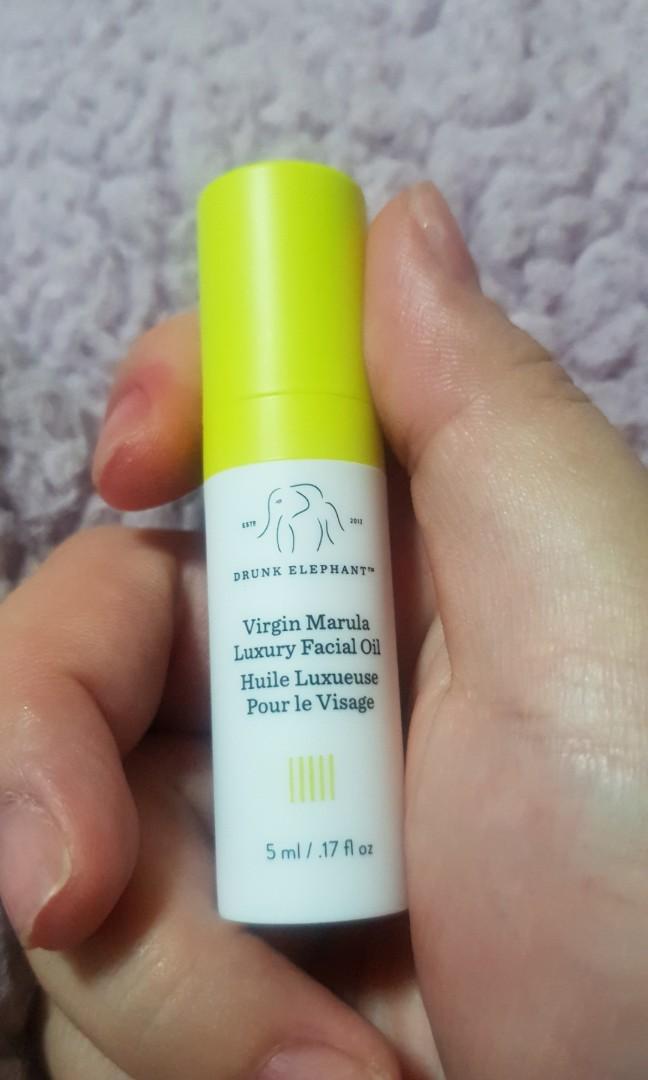 ESTD 2012
DRUNK ELEPHANT™
Virgin Marula
Luxury Facial Oil
Huile Luxueuse
Pour le Visage
5 ml / .17 fl oz